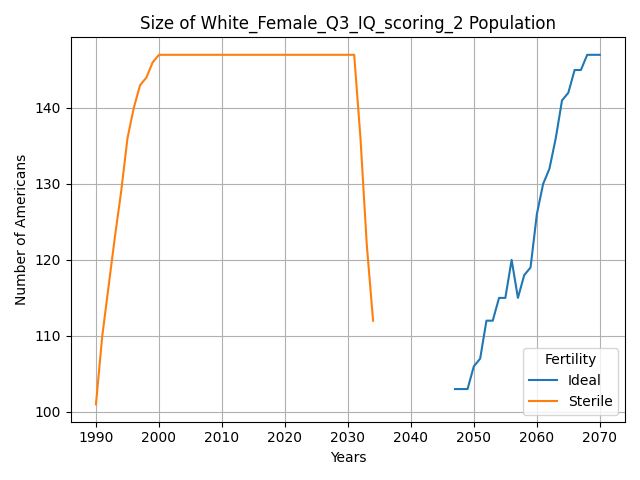 Size of White_Female_Q3_IQ_scoring_2 Population
Number of Americans
140
130
120
110
100
1990
2000
2010
2020
2030
2040
2050
2060
2070
Years
Fertility
Ideal
Sterile